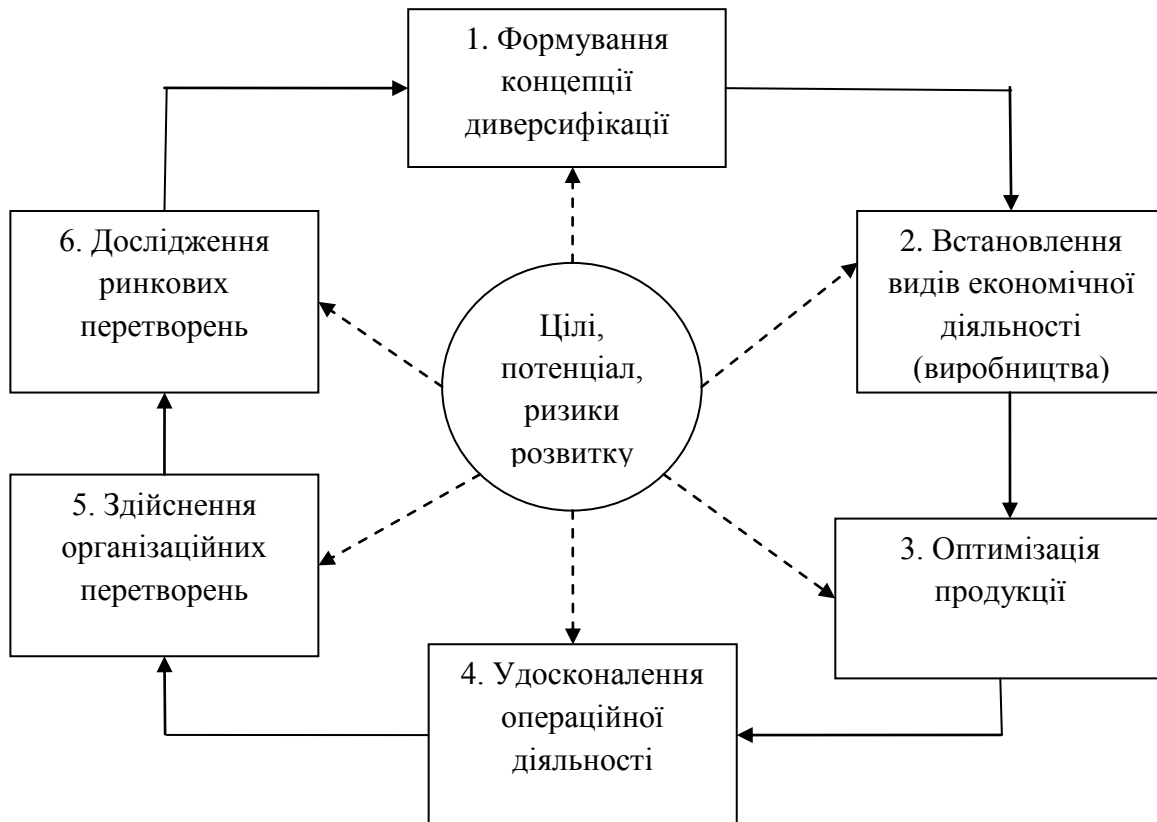 1. Формування
концепції
диверсифікації
2. Встановлення
видів економічної
діяльності
(виробництва)
3. Оптимізація
продукції
4. Удосконалення
операційної
діяльності
5. Здійснення
організаційних
перетворень
6. Дослідження
ринкових
перетворень
Цілі,
потенціал,
ризики
розвитку